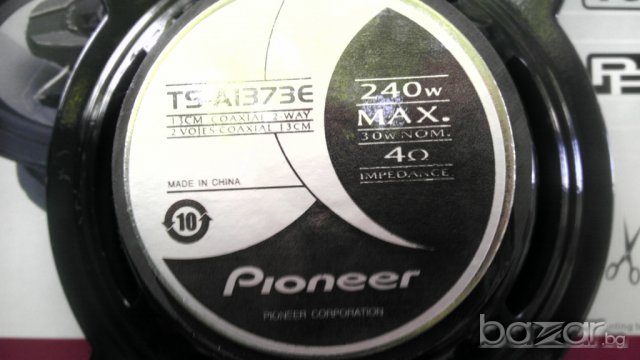 TS-A1373E
13CM COAXIAL 2-WAY
2 VOIES COAXIAL 13CM
240W
MAX.
30W NOM.
4Ω
IMPEDANCE
MADE IN CHINA
10
Pioneer
PIONEER CORPORATION
bazar.bg